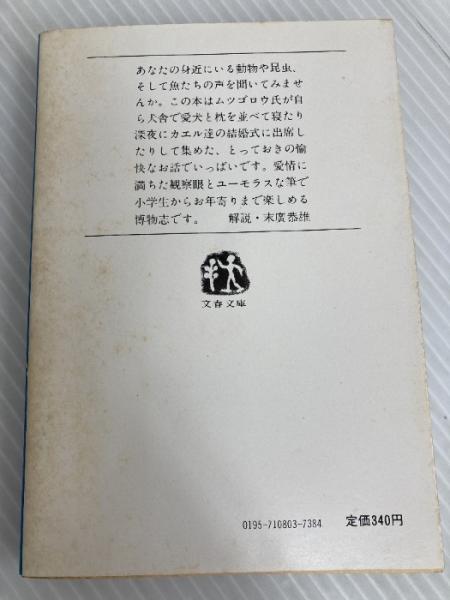 あなたの身近にいる動物や昆虫、
そして魚たちの声を聞いてみませ
んか。この本はムツゴロウ氏が自
ら犬舎で愛犬と枕を並べて寝たり
深夜にカエル達の結婚式に出席し
たりして集めた、とっておきの愉
快なお話でいっぱいです。愛情に
満ちた観察眼とユーモラスな筆で
小学生からお年寄りまで楽しめる
博物志です。　解説・末廣恭雄
文春文庫
0195-710803-7384　定価340円